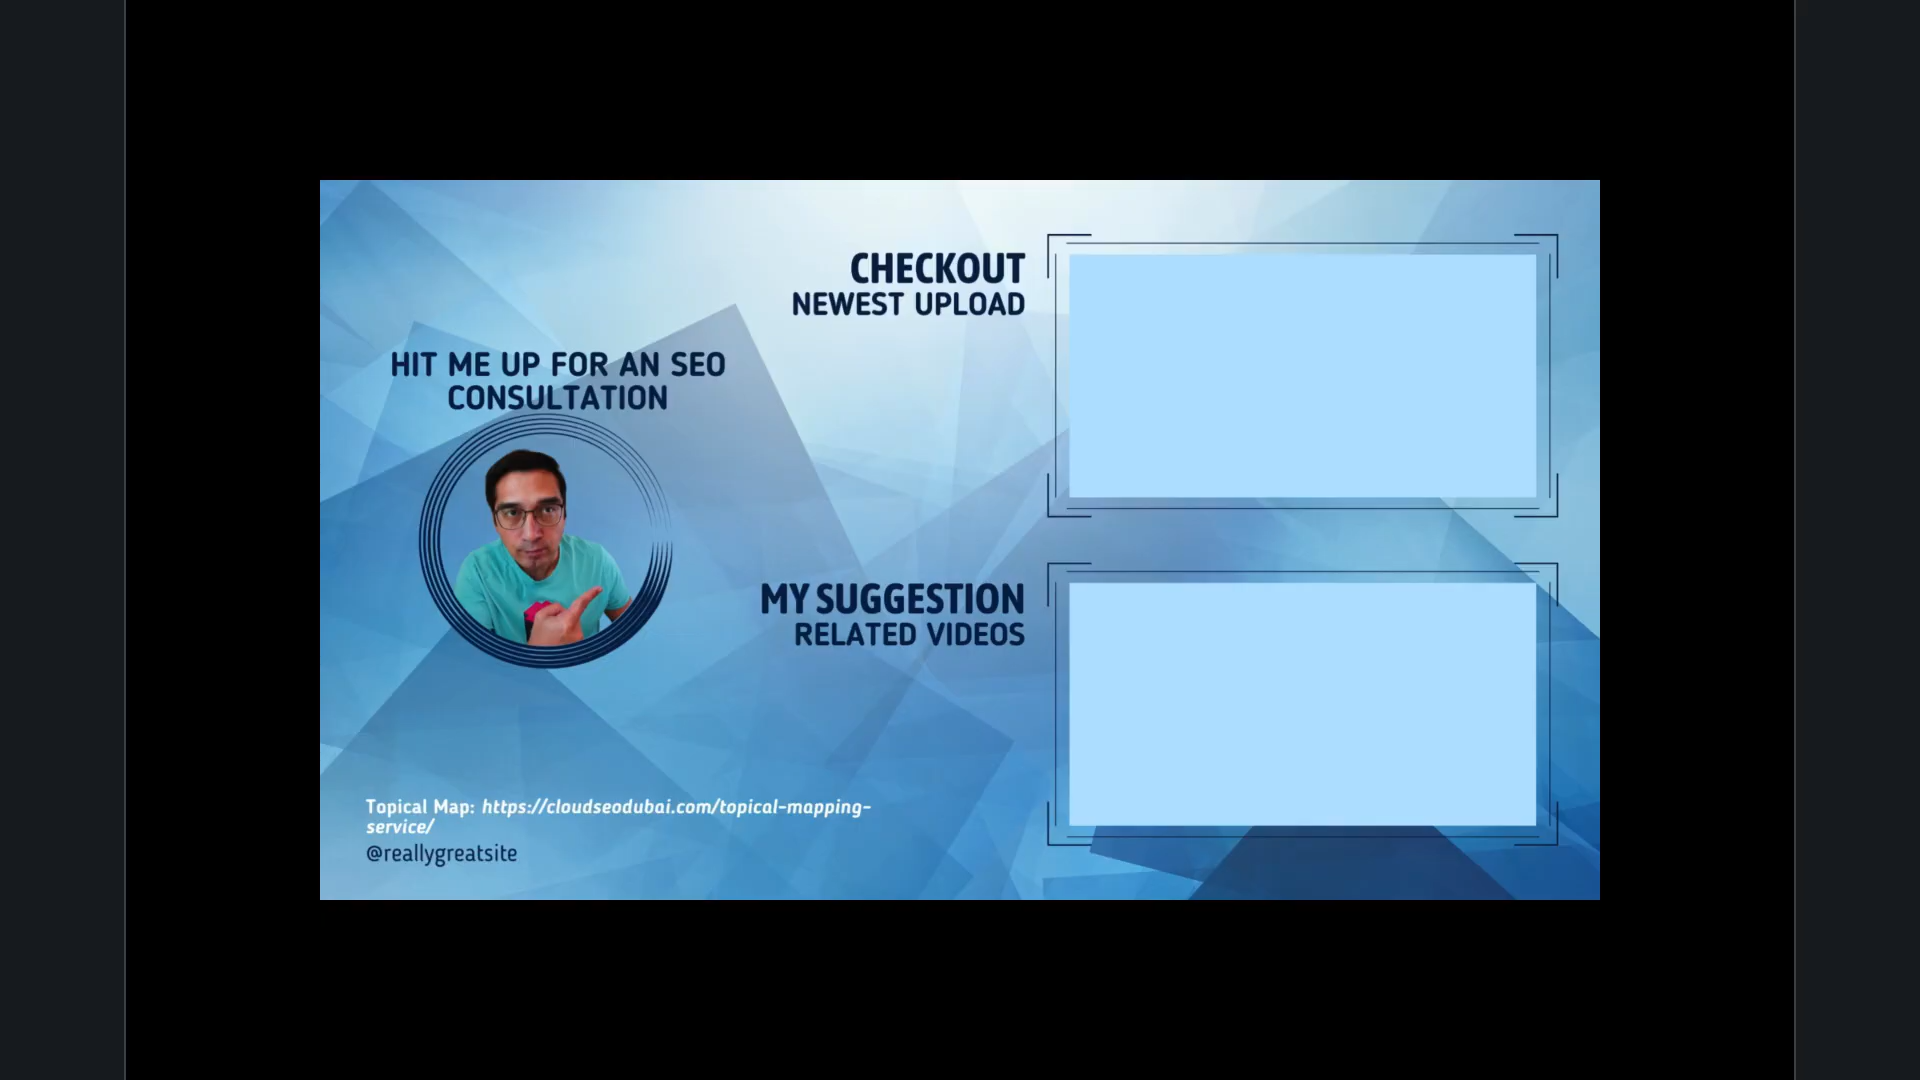 CHECKOUT
NEWEST UPLOAD
HIT ME UP FOR AN SEO
CONSULTATION
MY SUGGESTION
RELATED VIDEOS
Topical Map: https://cloudseodubai.com/topical-mapping-
service/
@reallygreatsite